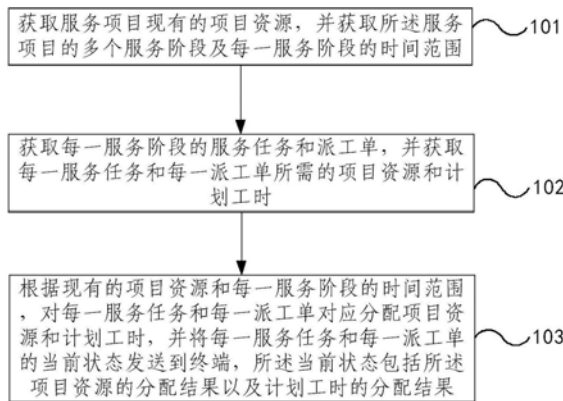 获取服务项目现有的项目资源，并获取所述服务
项目的多个服务阶段及每一服务阶段的时间范围
101
获取每一服务阶段的服务任务和派工单，并获取
每一服务任务和每一派工单所需的项目资源和计
划工时
102
根据现有的项目资源和每一服务阶段的时间范围
，对每一服务任务和每一派工单对应分配项目资
源和计划工时，并将每一服务任务和每一派工单
的当前状态发送到终端，所述当前状态包括所述
项目资源的分配结果以及计划工时的分配结果
103